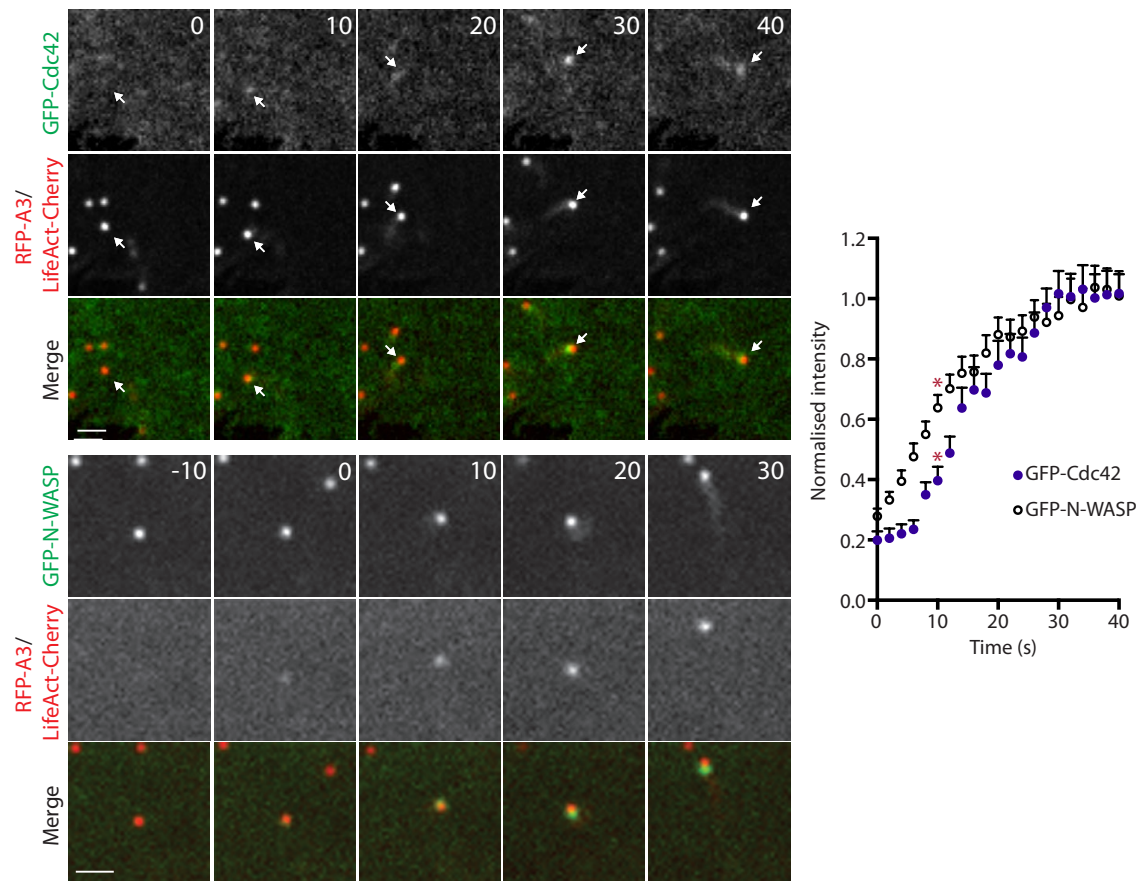 0 10 20 30 40
GFP-Cdc42
RFP-A3/
LifeAct-Cherry
Merge
-10 0 10 20 30
GFP-N-WASP
RFP-A3/
LifeAct-Cherry
Merge
Normalised intensity
1.2
1.0
0.8
0.6
0.4
0.2
0.0
*
*
GFP-Cdc42
GFP-N-WASP
0 10 20 30 40
Time (s)